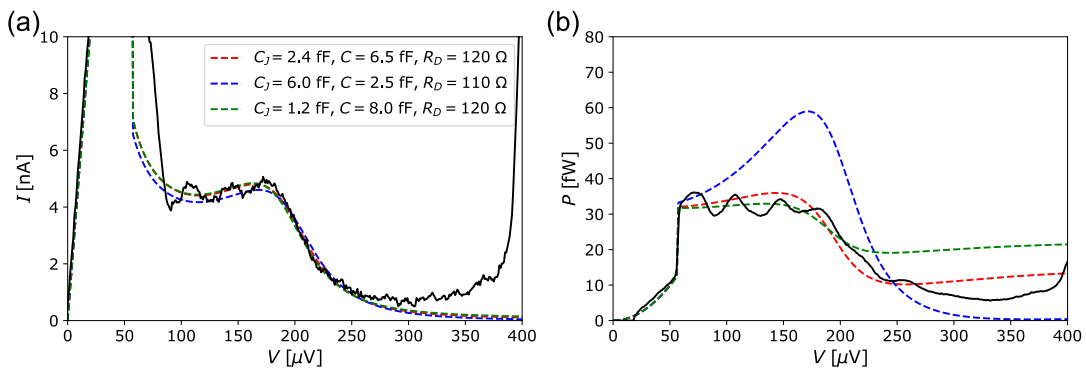 (a)
10
8
6
4
2
0
I [nA]
C_J = 2.4 fF, C = 6.5 fF, R_D = 120 Ω
C_J = 6.0 fF, C = 2.5 fF, R_D = 110 Ω
C_J = 1.2 fF, C = 8.0 fF, R_D = 120 Ω
0 50 100 150 200 250 300 350 400
V [μV]
(b)
80
70
60
50
40
30
20
10
0
P [fW]
0 50 100 150 200 250 300 350 400
V [μV]